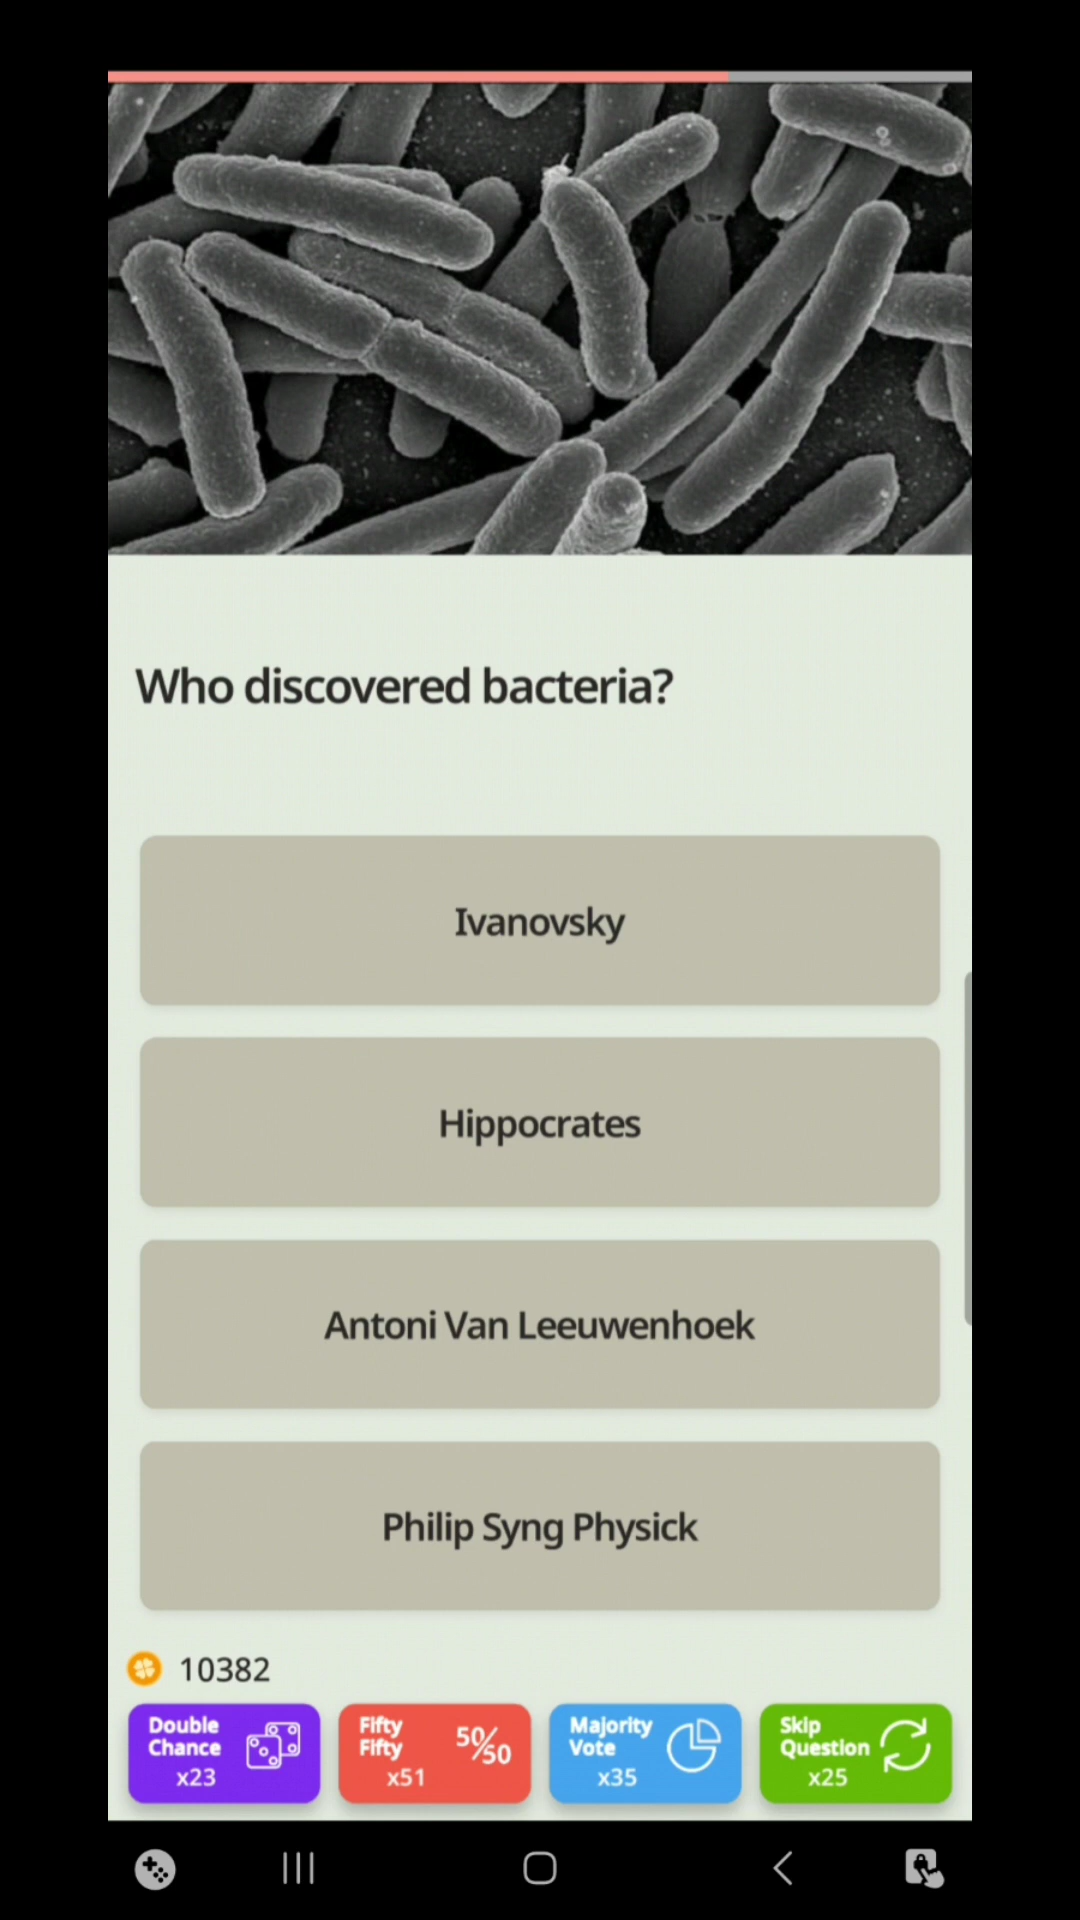 Who discovered bacteria?
Ivanovsky
Hippocrates
Antoni Van Leeuwenhoek
Philip Syng Physick
10382
Double
Chance
x23
Fifty
Fifty
x51
50%50
Majority
Vote
x35
Skip
Question
x25